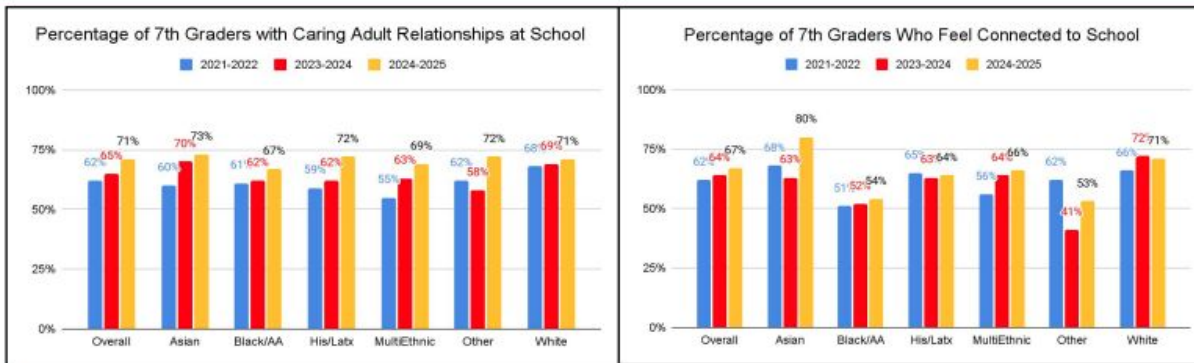 Percentage of 7th Graders with Caring Adult Relationships at School
2021-2022 2023-2024 2024-2025
100%
75%
50%
25%
0%
62% 65% 71%
60% 70% 73%
61% 62% 67%
59% 62% 72%
55% 63% 69%
62% 58% 72%
68% 69% 71%
Overall Asian Black/AA His/Latx MultiEthnic Other White
Percentage of 7th Graders Who Feel Connected to School
2021-2022 2023-2024 2024-2025
100%
75%
50%
25%
0%
62% 64% 67%
68% 63% 80%
51% 52% 54%
65% 63% 64%
56% 64% 66%
62% 41% 53%
66% 72% 71%
Overall Asian Black/AA His/Latx MultiEthnic Other White